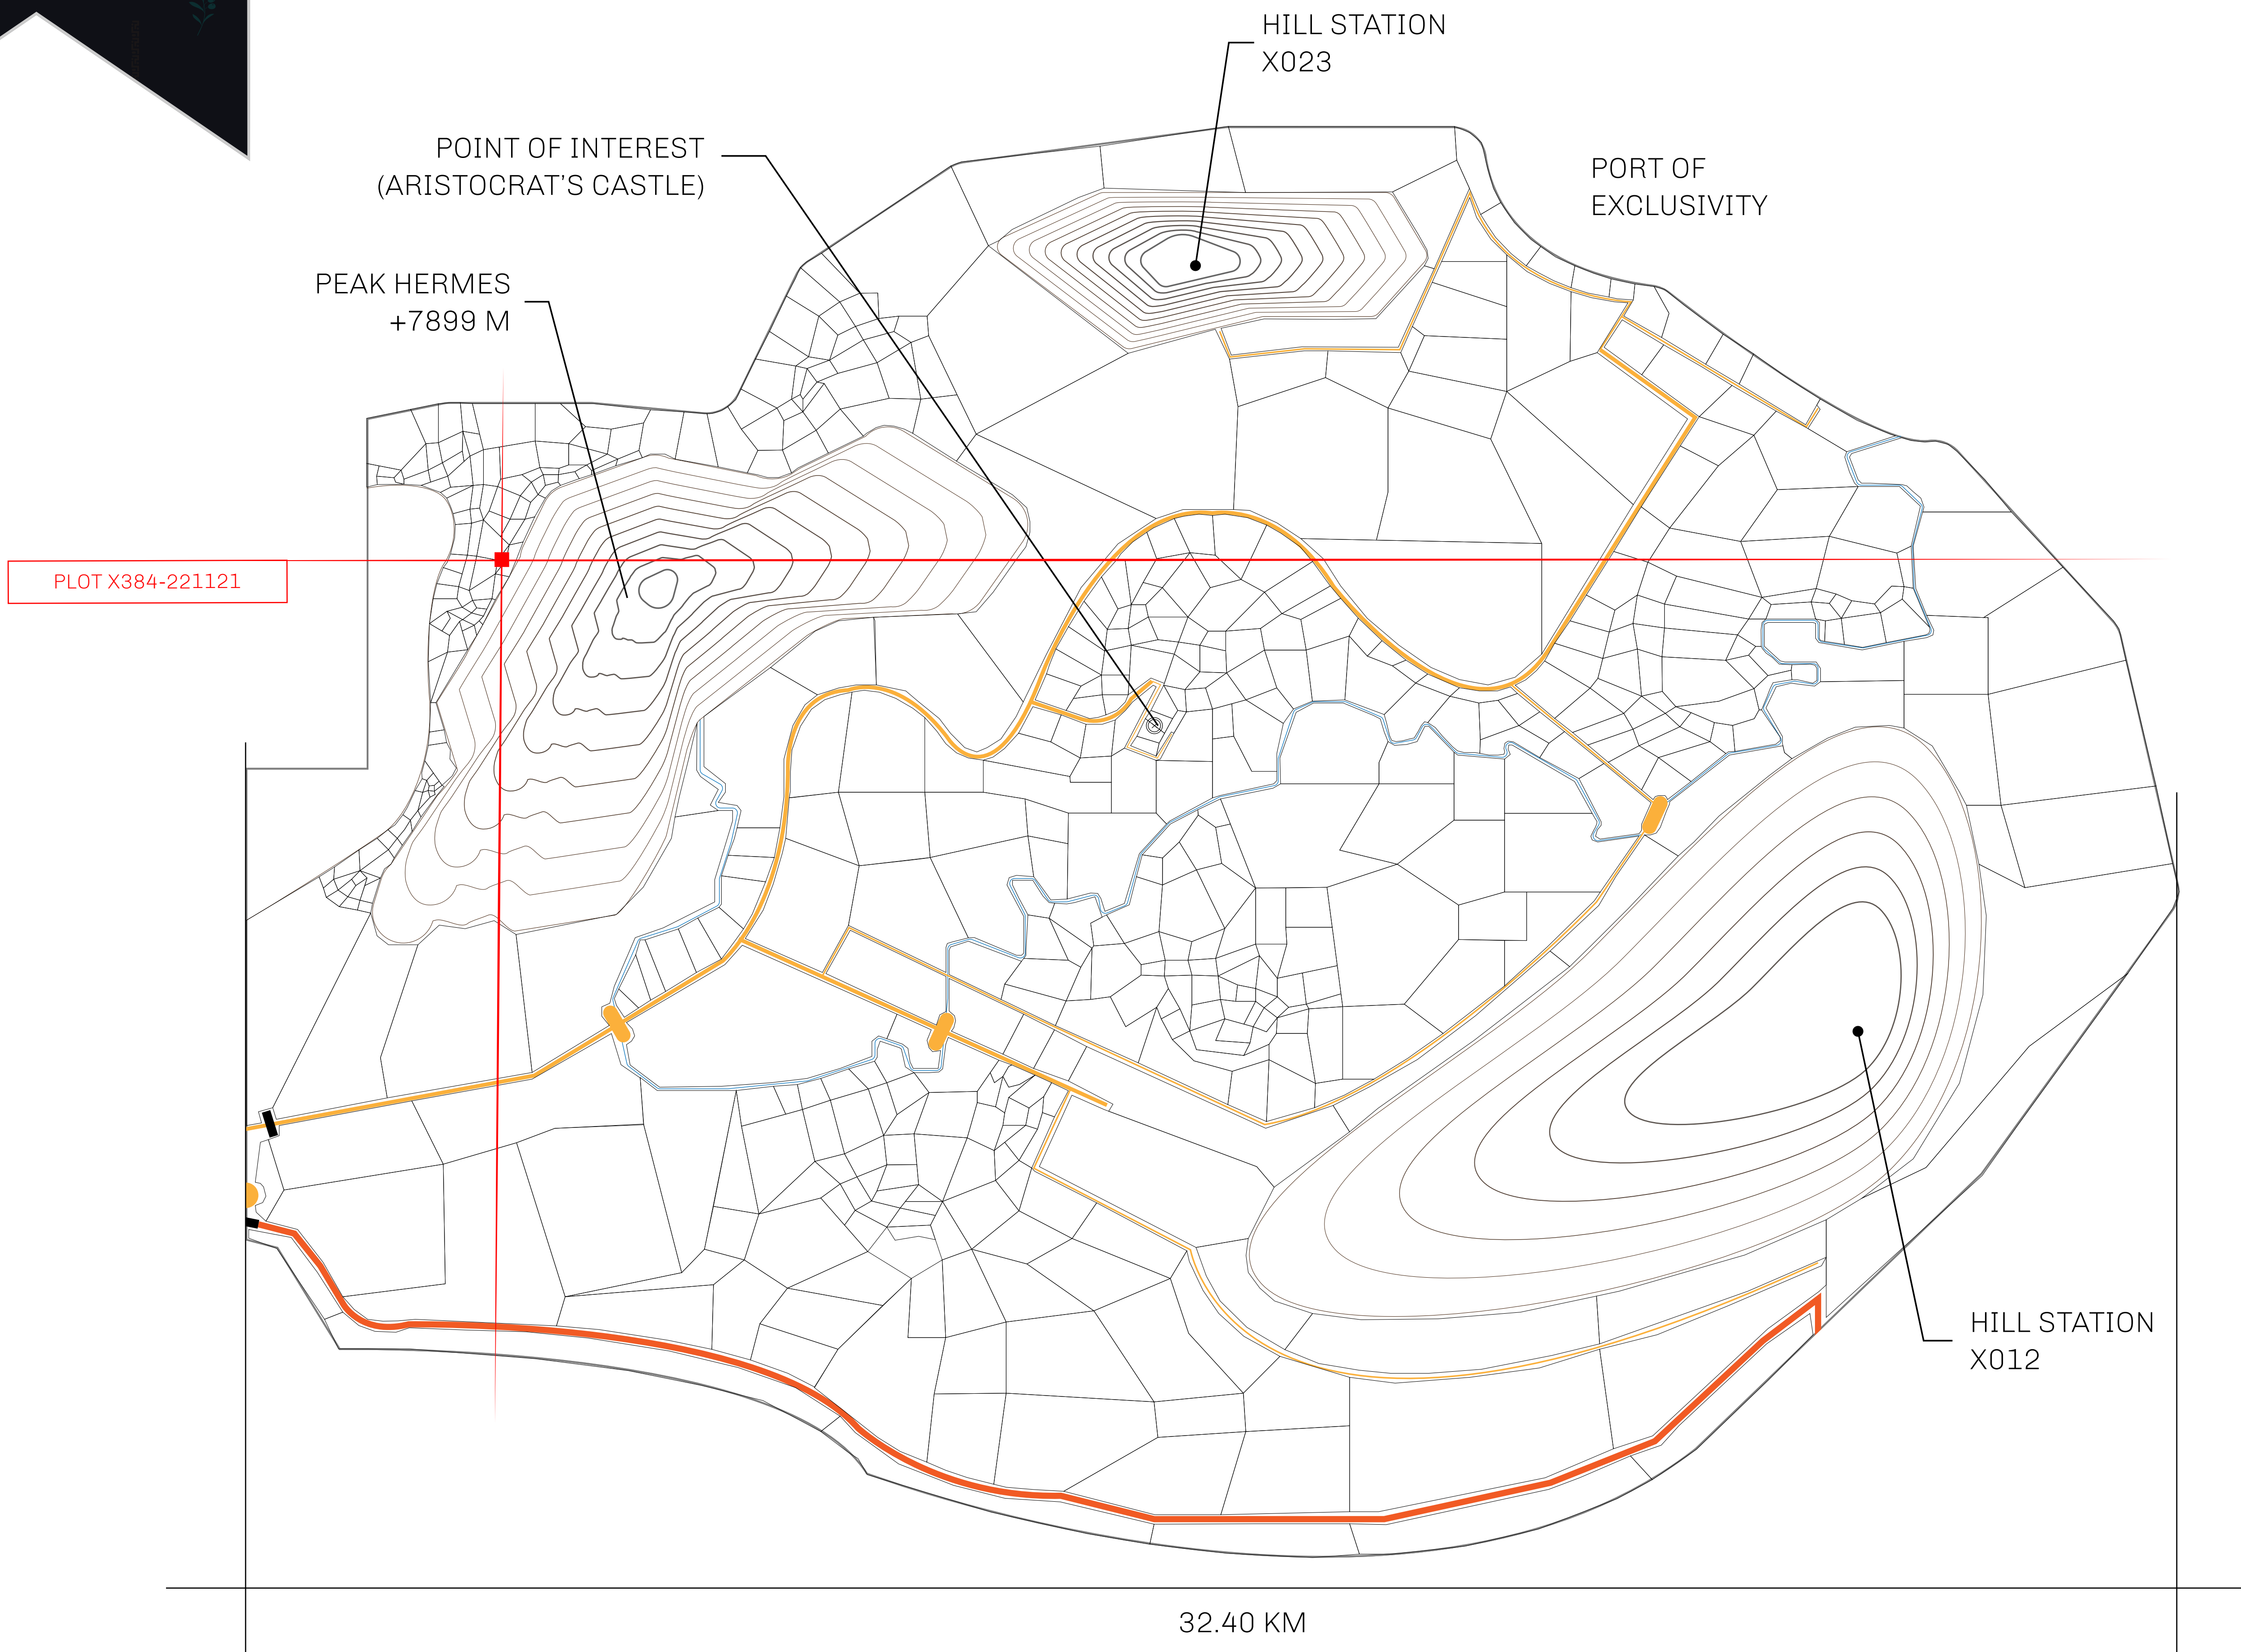 HILL STATION
X023
POINT OF INTEREST
(ARISTOCRAT'S CASTLE)
PORT OF
EXCLUSIVITY
PEAK HERMES
+7899 M
PLOT X384-221121
HILL STATION
X012
32.40 KM